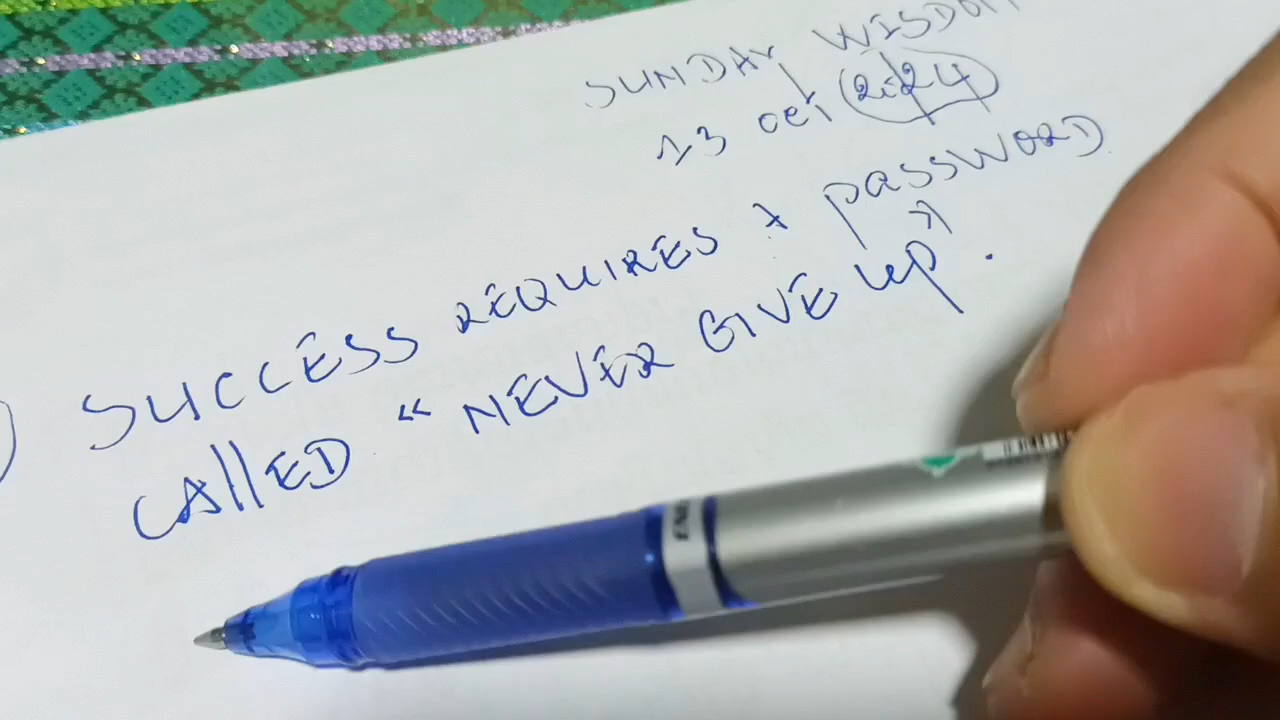 SUNDAY WISDOM
13 oct 2024
SUCCESS REQUIRES A password
CAllED "NEVER GIVE up".